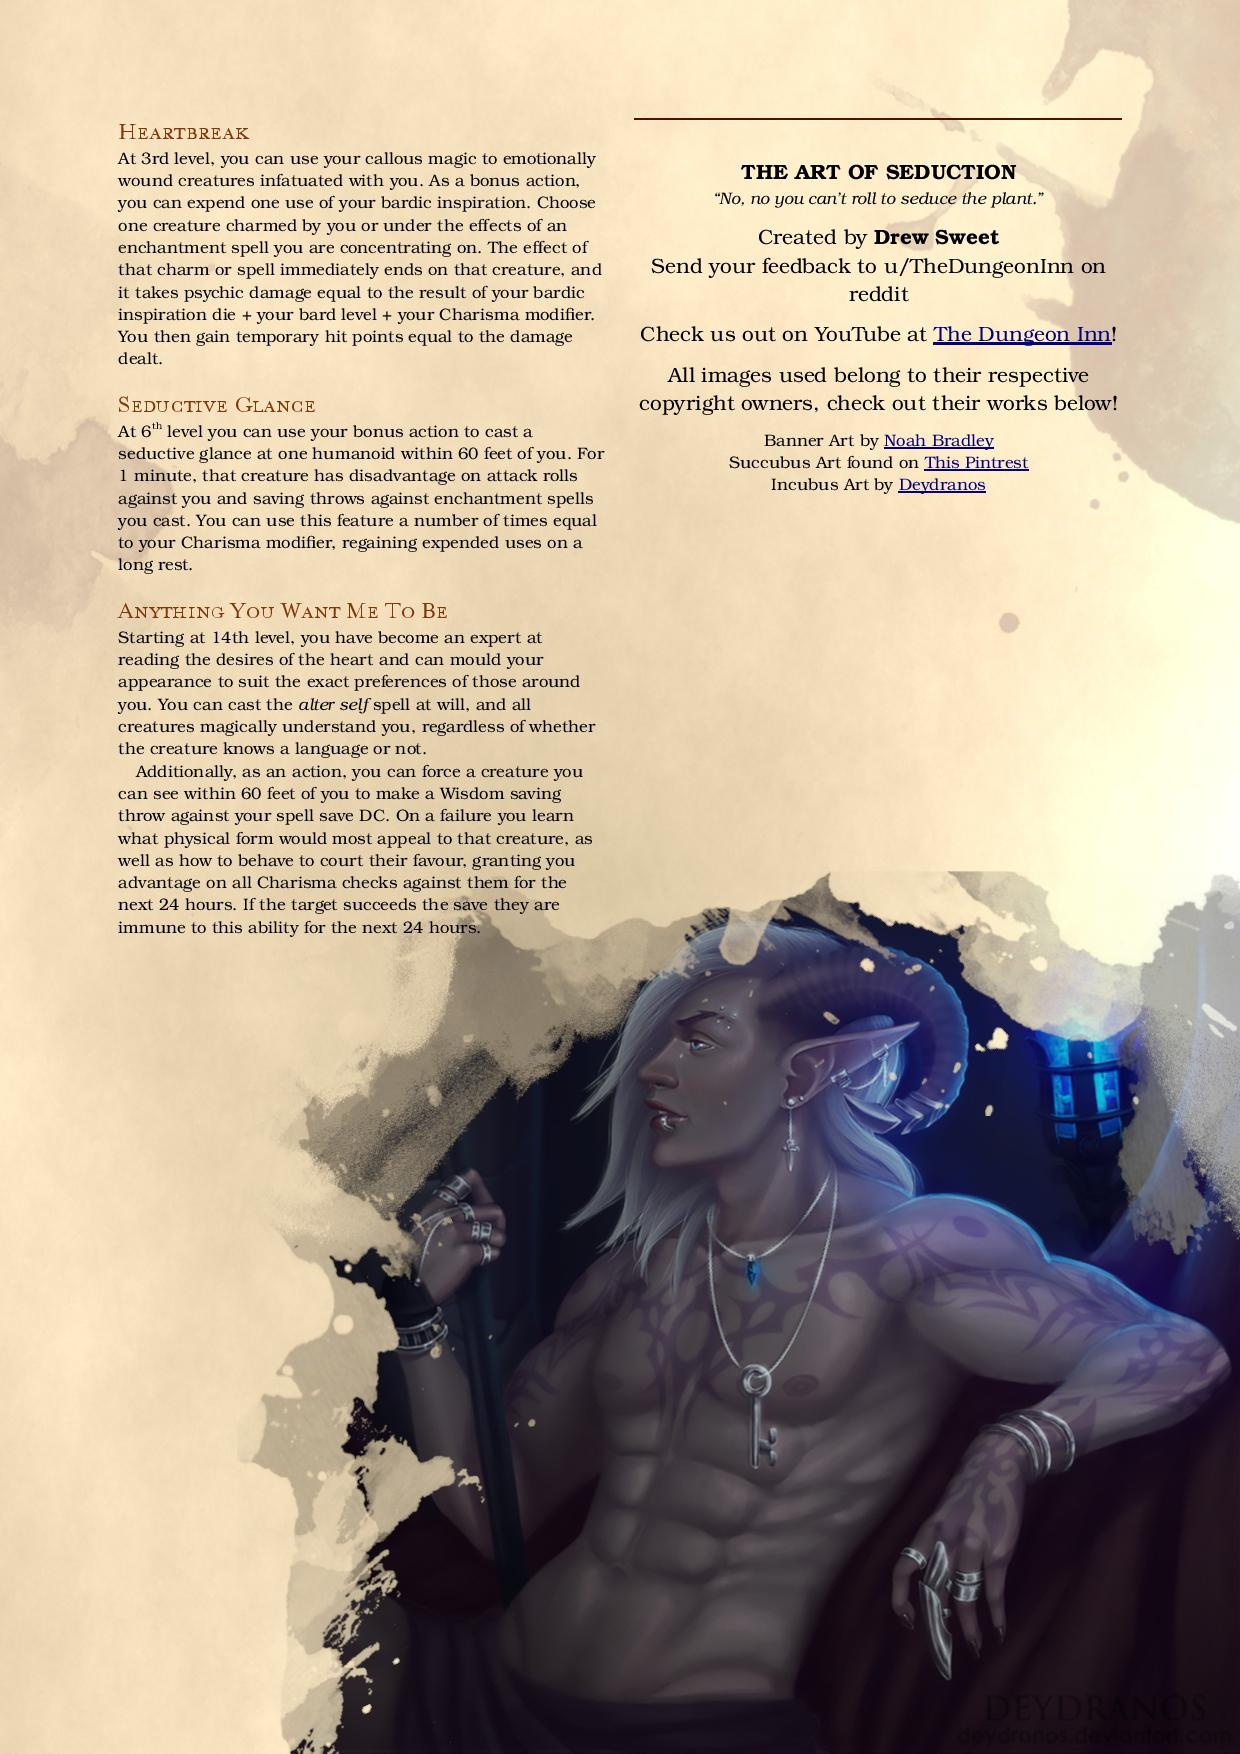 HEARTBREAK
At 3rd level, you can use your callous magic to emotionally
wound creatures infatuated with you. As a bonus action,
you can expend one use of your bardic inspiration. Choose
one creature charmed by you or under the effects of an
enchantment spell you are concentrating on. The effect of
that charm or spell immediately ends on that creature, and
it takes psychic damage equal to the result of your bardic
inspiration die + your bard level + your Charisma modifier.
You then gain temporary hit points equal to the damage
dealt.
SEDUCTIVE GLANCE
At 6th level you can use your bonus action to cast a
seductive glance at one humanoid within 60 feet of you. For
1 minute, that creature has disadvantage on attack rolls
against you and saving throws against enchantment spells
you cast. You can use this feature a number of times equal
to your Charisma modifier, regaining expended uses on a
long rest.
ANYTHING YOU WANT ME TO BE
Starting at 14th level, you have become an expert at
reading the desires of the heart and can mould your
appearance to suit the exact preferences of those around
you. You can cast the alter self spell at will, and all
creatures magically understand you, regardless of whether
the creature knows a language or not.
Additionally, as an action, you can force a creature you
can see within 60 feet of you to make a Wisdom saving
throw against your spell save DC. On a failure you learn
what physical form would most appeal to that creature, as
well as how to behave to court their favour, granting you
advantage on all Charisma checks against them for the
next 24 hours. If the target succeeds the save they are
immune to this ability for the next 24 hours.
THE ART OF SEDUCTION
“No, no you can’t roll to seduce the plant.”
Created by Drew Sweet
Send your feedback to u/TheDungeonInn on
reddit
Check us out on YouTube at The Dungeon Inn!
All images used belong to their respective
copyright owners, check out their works below!
Banner Art by Noah Bradley
Succubus Art found on This Pintrest
Incubus Art by Deydranos
DEYDRANOS
deydranos.deviantart.com